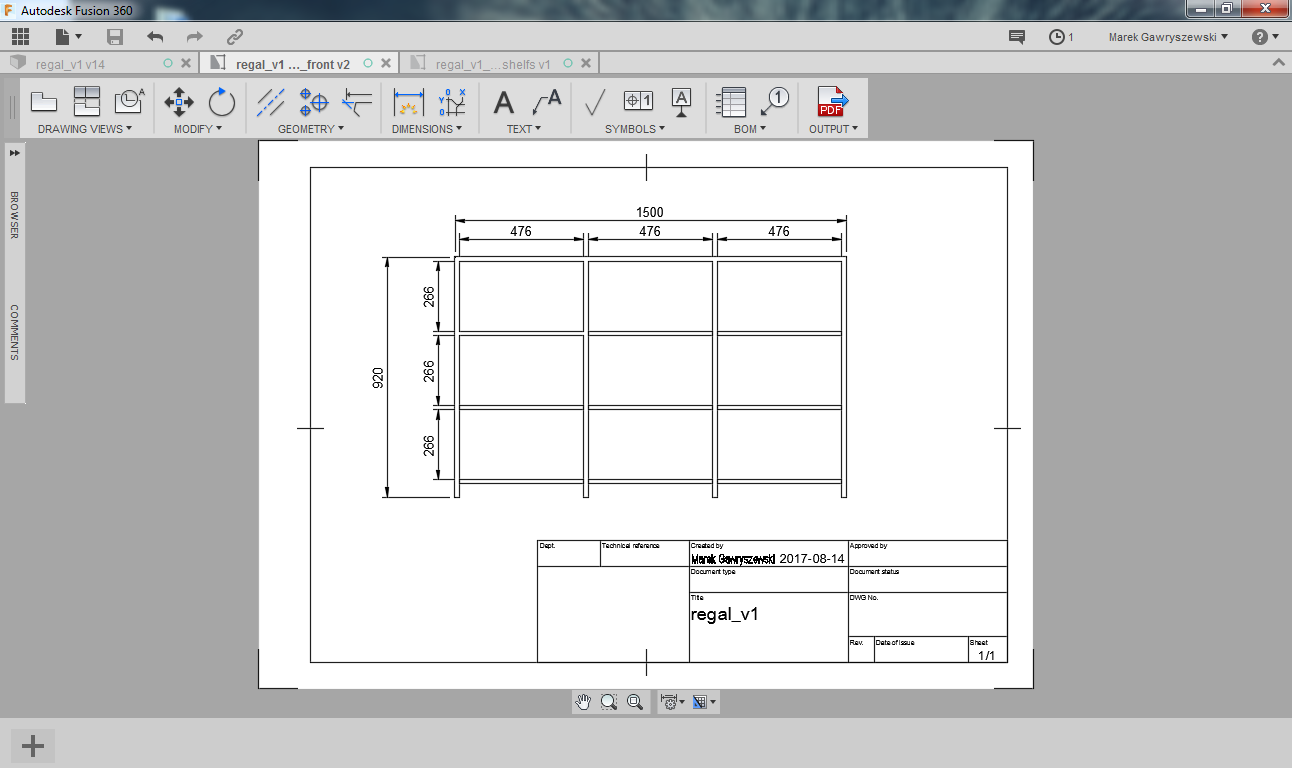 Autodesk Fusion 360
1
Marek Gawryszewski
?
regal_v1 v14
regal_v1 ..._front v2
regal_v1_...shelfs v1
DRAWING VIEWS
MODIFY
GEOMETRY
DIMENSIONS
TEXT
SYMBOLS
BOM
PDF
OUTPUT
BROWSER
COMMENTS
1500
476 476 476
920
266
266
266
Dept.
Technical reference
Created by
Marek Gawryszewski 2017-08-14
Approved by
Document type
Document status
Title
regal_v1
DWG No.
Rev.
Date of issue
Sheet
1/1